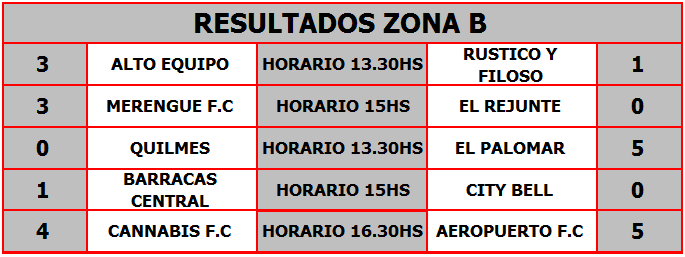 RESULTADOS ZONA B
3 ALTO EQUIPO HORARIO 13.30HS RUSTICO Y FILOSO 1
3 MERENGUE F.C HORARIO 15HS EL REJUNTE 0
0 QUILMES HORARIO 13.30HS EL PALOMAR 5
1 BARRACAS CENTRAL HORARIO 15HS CITY BELL 0
4 CANNABIS F.C HORARIO 16.30HS AEROPUERTO F.C 5